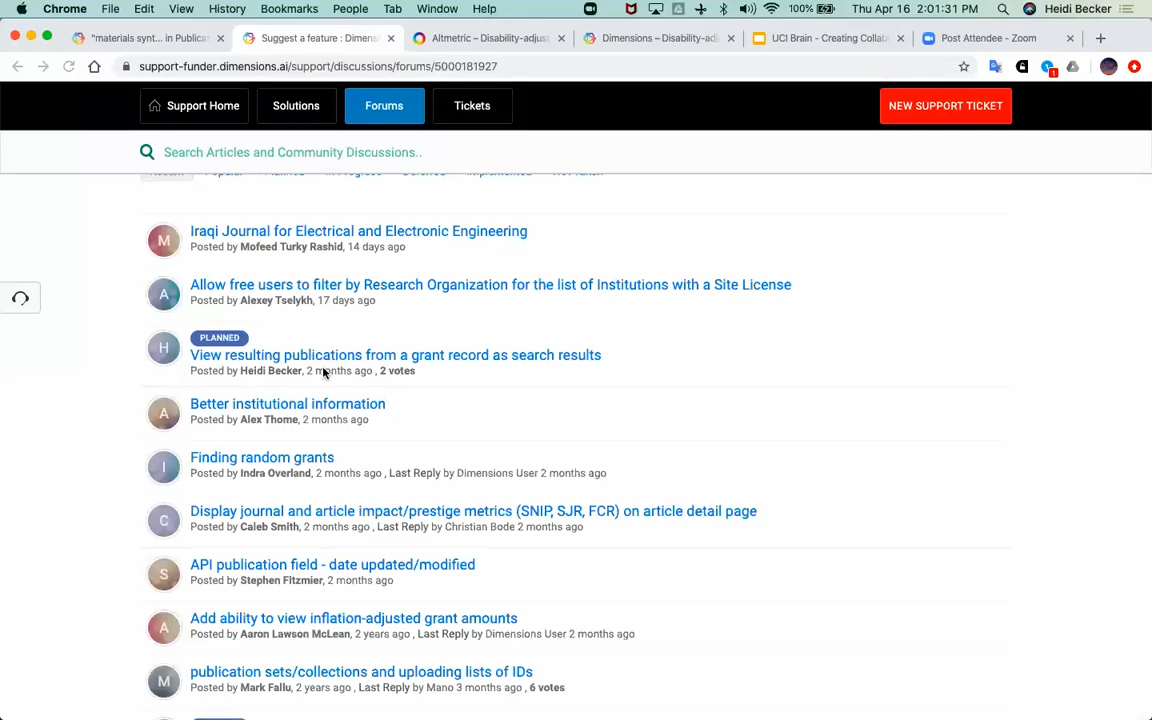 Chrome File Edit View History Bookmarks People Tab Window Help 100% Thu Apr 16 2:01:31 PM Heidi Becker
"materials synt... in Publica × Suggest a feature : Dimens × Altmetric – Disability-adjust × Dimensions – Disability-adj × UCI Brain - Creating Collab × Post Attendee - Zoom ×
support-funder.dimensions.ai/support/discussions/forums/5000181927 1
Support Home Solutions Forums Tickets NEW SUPPORT TICKET
Search Articles and Community Discussions..
Recent Popular Planned In Progress Deferred Implemented Not Taken
Iraqi Journal for Electrical and Electronic Engineering
M
Posted by Mofeed Turky Rashid, 14 days ago
Allow free users to filter by Research Organization for the list of Institutions with a Site License
A
Posted by Alexey Tselykh, 17 days ago
PLANNED
H
View resulting publications from a grant record as search results
Posted by Heidi Becker, 2 months ago , 2 votes
Better institutional information
A
Posted by Alex Thome, 2 months ago
Finding random grants
I
Posted by Indra Overland, 2 months ago , Last Reply by Dimensions User 2 months ago
Display journal and article impact/prestige metrics (SNIP, SJR, FCR) on article detail page
C
Posted by Caleb Smith, 2 months ago , Last Reply by Christian Bode 2 months ago
API publication field - date updated/modified
S
Posted by Stephen Fitzmier, 2 months ago
Add ability to view inflation-adjusted grant amounts
A
Posted by Aaron Lawson McLean, 2 years ago , Last Reply by Dimensions User 2 months ago
publication sets/collections and uploading lists of IDs
M
Posted by Mark Fallu, 2 years ago , Last Reply by Mano 3 months ago , 6 votes